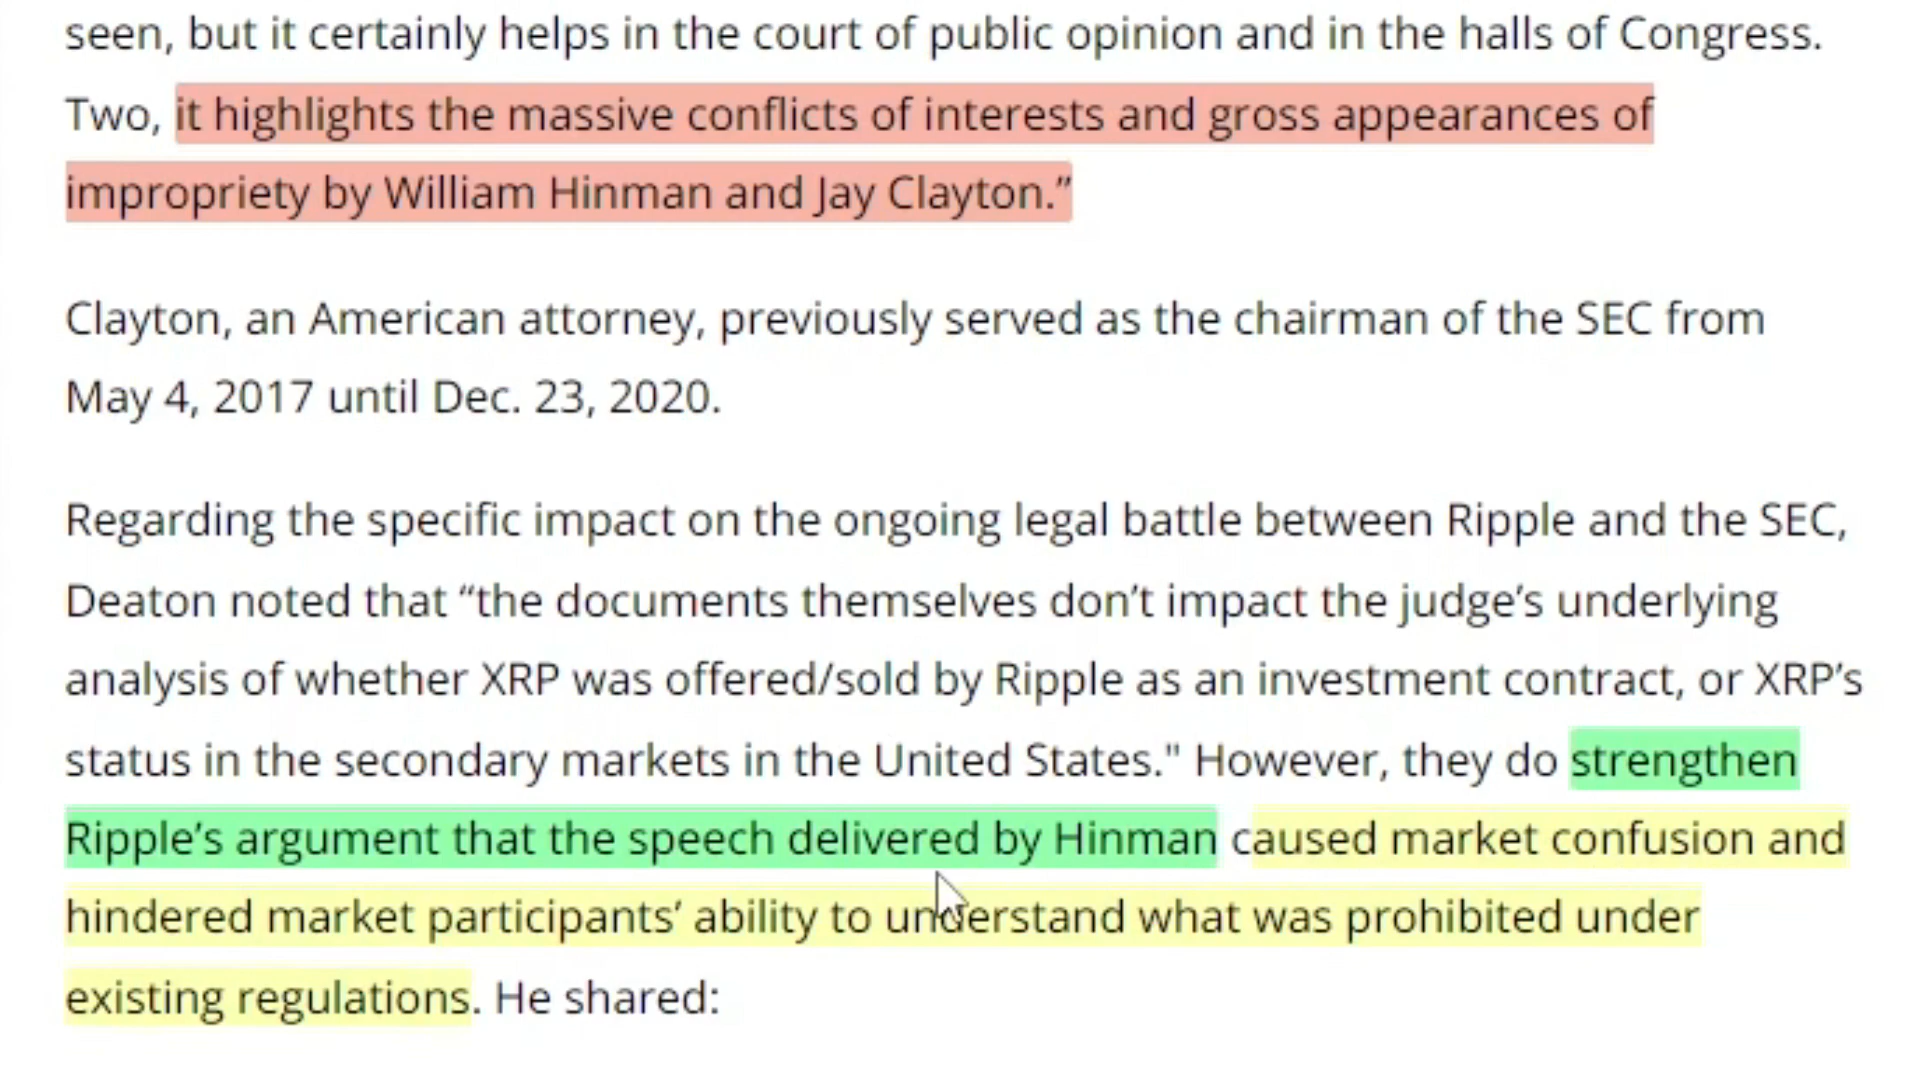 seen, but it certainly helps in the court of public opinion and in the halls of Congress.
Two, it highlights the massive conflicts of interests and gross appearances of
impropriety by William Hinman and Jay Clayton.”
Clayton, an American attorney, previously served as the chairman of the SEC from
May 4, 2017 until Dec. 23, 2020.
Regarding the specific impact on the ongoing legal battle between Ripple and the SEC,
Deaton noted that “the documents themselves don’t impact the judge’s underlying
analysis of whether XRP was offered/sold by Ripple as an investment contract, or XRP’s
status in the secondary markets in the United States." However, they do strengthen
Ripple’s argument that the speech delivered by Hinman caused market confusion and
hindered market participants’ ability to understand what was prohibited under
existing regulations. He shared: